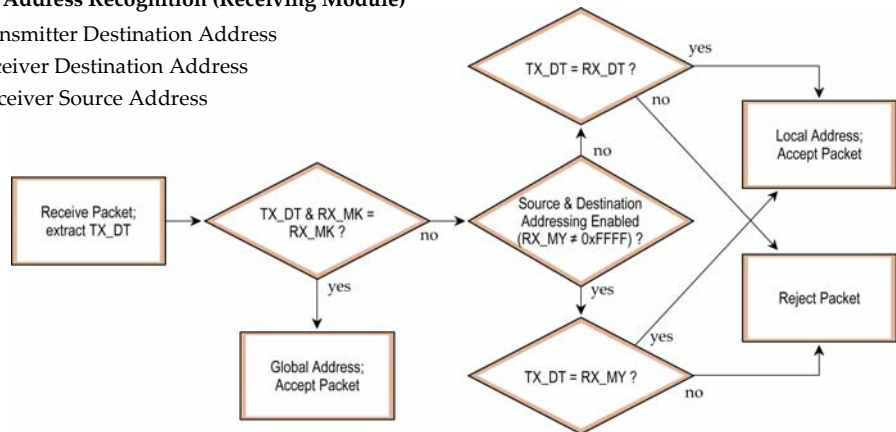 Address Recognition (Receiving Module)
Destination Address
Destination Address
Source Address
Receive Packet;
extract TX_DT
TX_DT & RX_MK =
RX_MK ?
yes
Global Address;
Accept Packet
no
Source & Destination
Addressing Enabled
(RX_MY ≠ 0xFFFF) ?
no
TX_DT = RX_DT ?
yes
no
yes
TX_DT = RX_MY ?
yes
no
Local Address;
Accept Packet
Reject Packet